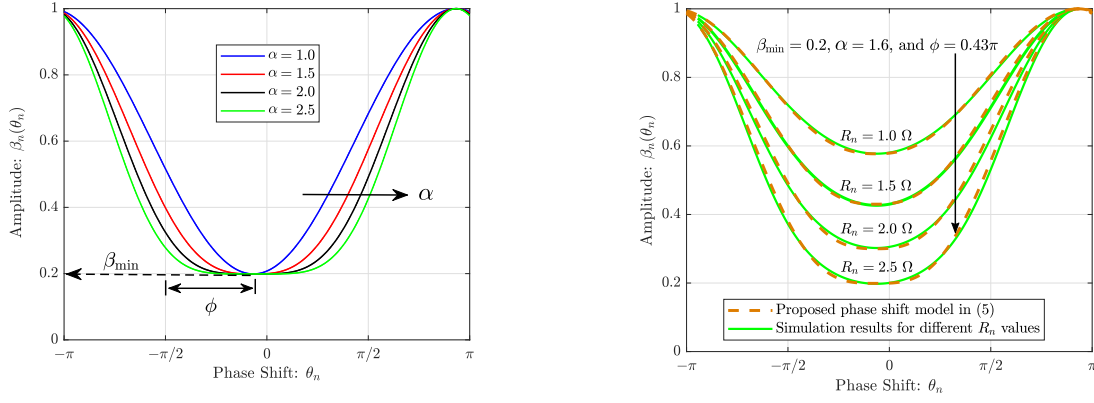 1
0.8
0.6
0.4
0.2
0
Amplitude: βₙ(θₙ)
α = 1.0
α = 1.5
α = 2.0
α = 2.5
α
βmin
ϕ
−π
−π/2
0
π/2
π
Phase Shift: θₙ
1
0.8
0.6
0.4
0.2
0
Amplitude: βₙ(θₙ)
βmin = 0.2, α = 1.6, and ϕ = 0.43π
Rₙ = 1.0 Ω
Rₙ = 1.5 Ω
Rₙ = 2.0 Ω
Rₙ = 2.5 Ω
Proposed phase shift model in (5)
Simulation results for different Rₙ values
−π
−π/2
0
π/2
π
Phase Shift: θₙ